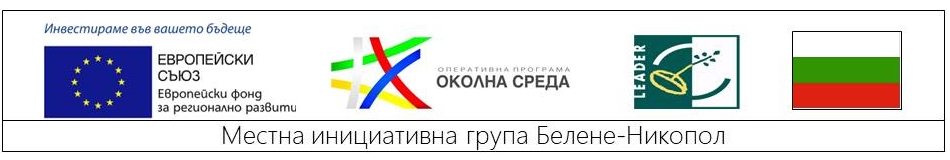 Инвестираме във вашето бъдеще
ЕВРОПЕЙСКИ
СЪЮЗ
Европейски фонд
за регионално развити
ОПЕРАТИВНА ПРОГРАМА
ОКОЛНА СРЕДА
LEADER
Местна инициативна група Белене-Никопол